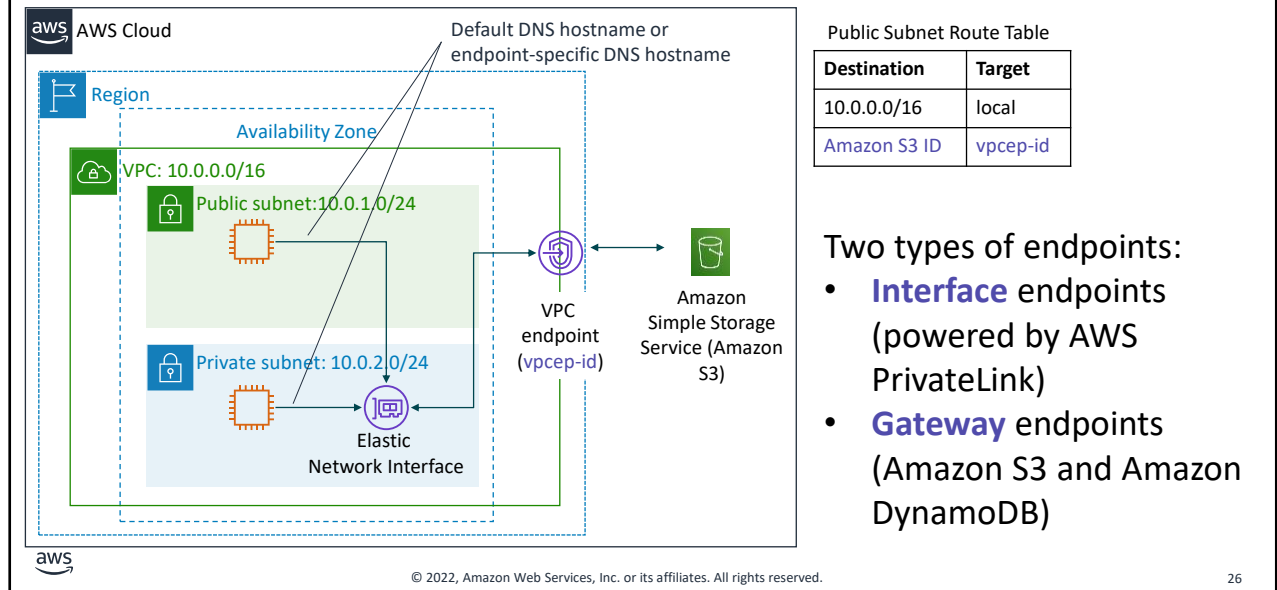 aws AWS Cloud
Default DNS hostname or
endpoint-specific DNS hostname
Region
Availability Zone
VPC: 10.0.0.0/16
Public subnet:10.0.1.0/24
Private subnet: 10.0.2.0/24
Elastic
Network Interface
VPC
endpoint
(vpcep-id)
Amazon
Simple Storage
Service (Amazon
S3)
Public Subnet Route Table
Destination Target
10.0.0.0/16 local
Amazon S3 ID vpcep-id
Two types of endpoints:
• Interface endpoints
(powered by AWS
PrivateLink)
• Gateway endpoints
(Amazon S3 and Amazon
DynamoDB)
aws
© 2022, Amazon Web Services, Inc. or its affiliates. All rights reserved.
26